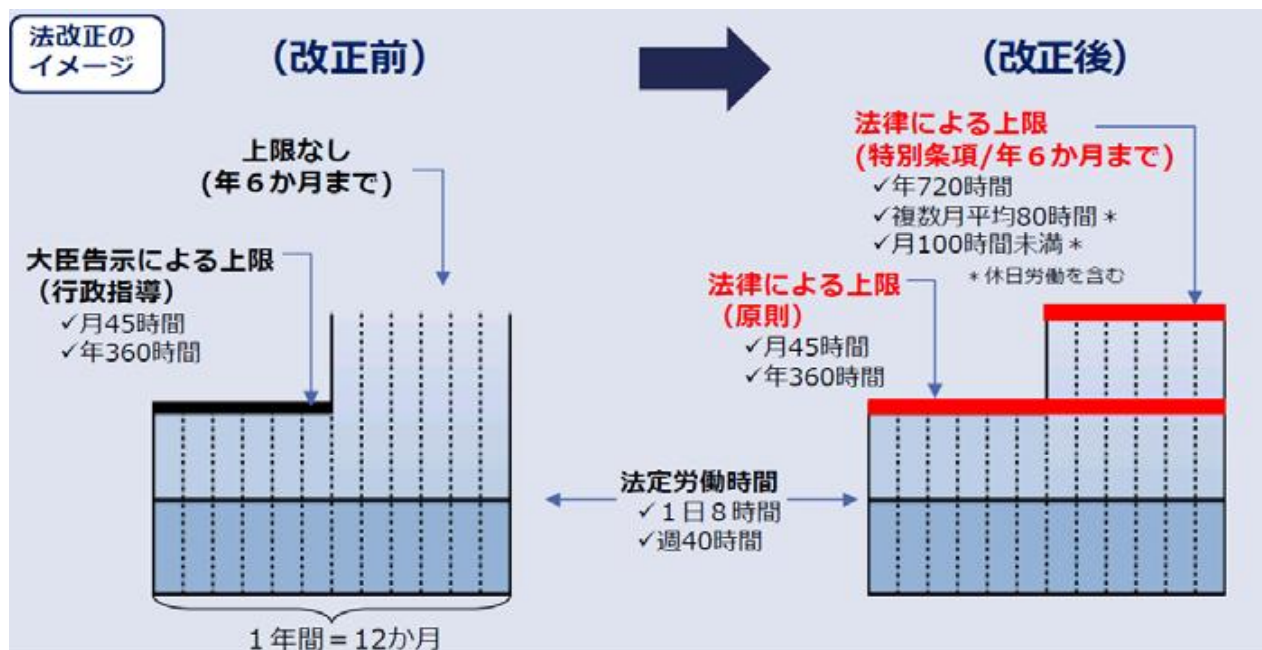 法改正の
イメージ
(改正前)
(改正後)
上限なし
(年６か月まで)
大臣告示による上限
(行政指導)
✓月45時間
✓年360時間
法律による上限
(特別条項/年６か月まで)
✓年720時間
✓複数月平均80時間＊
✓月100時間未満＊
＊休日労働を含む
法律による上限
(原則)
✓月45時間
✓年360時間
法定労働時間
✓１日８時間
✓週40時間
１年間＝12か月